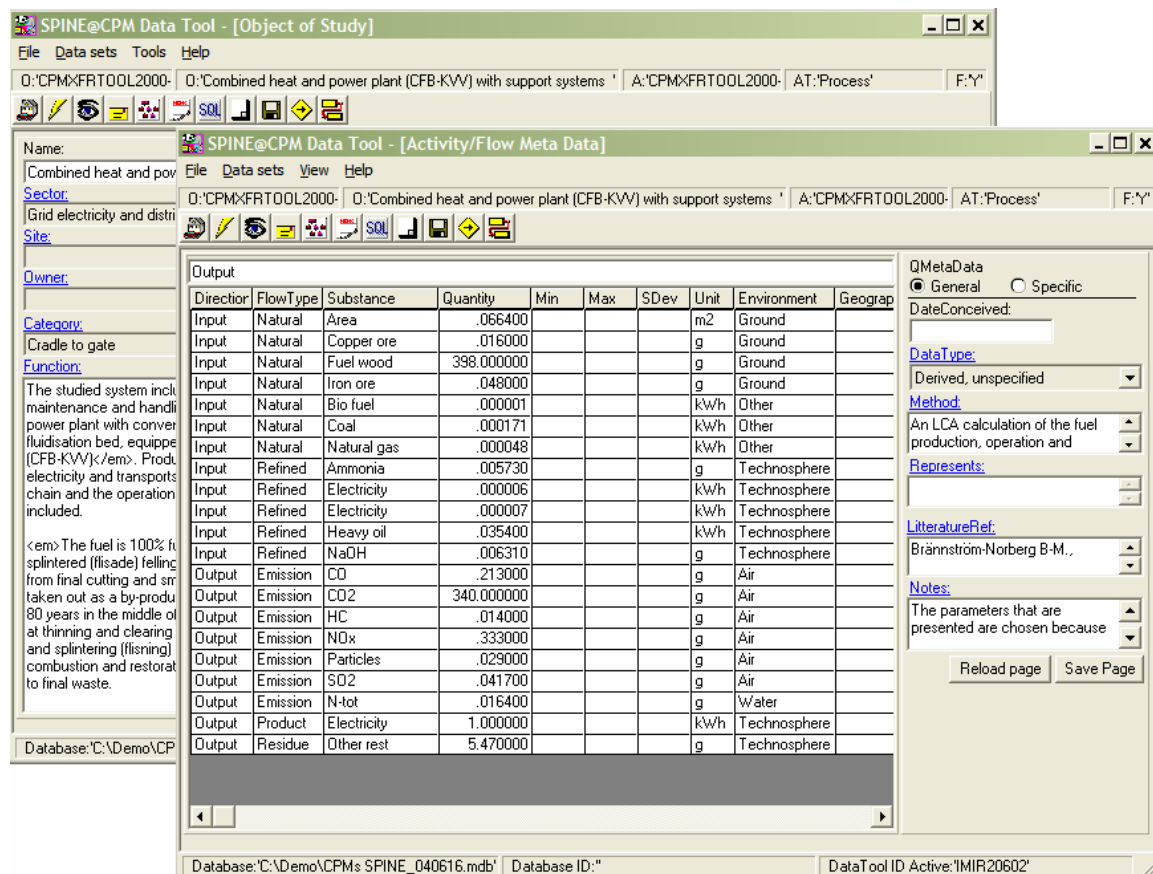 SPINE@CPM Data Tool - [Object of Study]
File Data sets Tools Help
O:'CPMXFRTOOL2000- O:'Combined heat and power plant (CFB-KVV) with support systems ' A:'CPMXFRTOOL2000- AT:'Process' F:'Y'
SQL
Name:
Combined heat and pow
Sector:
Grid electricity and distri
Site:
Owner:
Category:
Cradle to gate
Function:
The studied system inclu
maintenance and handli
power plant with conver
fluidisation bed, equippe
(CFB-KVV)</em>. Produ
electricity and transports
chain and the operation
included.
<em>The fuel is 100% fu
splintered (flisade) felling
from final cutting and sm
taken out as a by-produ
80 years in the middle of
at thinning and clearing
and splintering (flisning)
combustion and restorat
to final waste.
Database:'C:\Demo\CP
SPINE@CPM Data Tool - [Activity/Flow Meta Data]
File Data sets View Help
O:'CPMXFRTOOL2000- O:'Combined heat and power plant (CFB-KVV) with support systems ' A:'CPMXFRTOOL2000- AT:'Process' F:'Y'
SQL
Output
Direction FlowType Substance Quantity Min Max SDev Unit Environment Geograp
Input Natural Area .066400 m2 Ground
Input Natural Copper ore .016000 g Ground
Input Natural Fuel wood 398.000000 g Ground
Input Natural Iron ore .048000 g Ground
Input Natural Bio fuel .000001 kWh Other
Input Natural Coal .000171 kWh Other
Input Natural Natural gas .000048 kWh Other
Input Refined Ammonia .005730 g Technosphere
Input Refined Electricity .000006 kWh Technosphere
Input Refined Electricity .000007 kWh Technosphere
Input Refined Heavy oil .035400 kWh Technosphere
Input Refined NaOH .006310 g Technosphere
Output Emission CO .213000 g Air
Output Emission CO2 340.000000 g Air
Output Emission HC .014000 g Air
Output Emission NOx .333000 g Air
Output Emission Particles .029000 g Air
Output Emission SO2 .041700 g Air
Output Emission N-tot .016400 g Water
Output Product Electricity 1.000000 kWh Technosphere
Output Residue Other rest 5.470000 g Technosphere
QMetaData
General Specific
DateConceived:
DataType:
Derived, unspecified
Method:
An LCA calculation of the fuel
production, operation and
Represents:
LitteratureRef:
Brännström-Norberg B-M.,
Notes:
The parameters that are
presented are chosen because
Reload page Save Page
Database:'C:\Demo\CPMs SPINE_040616.mdb' Database ID:'' DataTool ID Active:'IMIR20602'